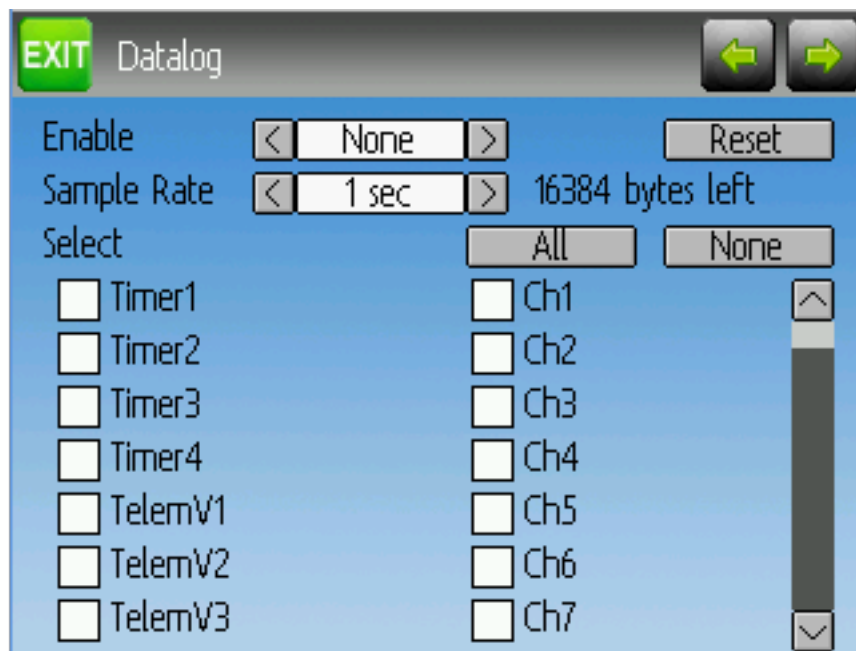 EXIT Datalog
Enable < None > Reset
Sample Rate < 1 sec > 16384 bytes left
Select All None
Timer1 Ch1
Timer2 Ch2
Timer3 Ch3
Timer4 Ch4
TelemV1 Ch5
TelemV2 Ch6
TelemV3 Ch7